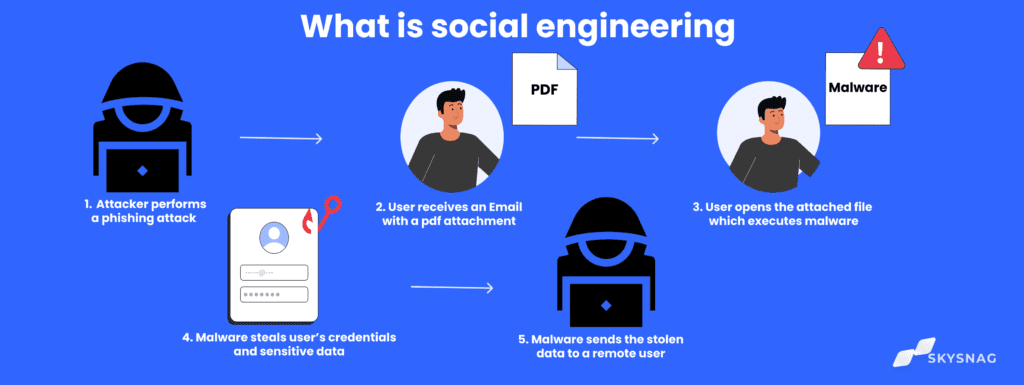 What is social engineering
PDF
Malware
1. Attacker performs
a phishing attack
2. User receives an Email
with a pdf attachment
3. User opens the attached file
which executes malware
4. Malware steals user's credentials
and sensitive data
5. Malware sends the stolen
data to a remote user
SKYSNAG